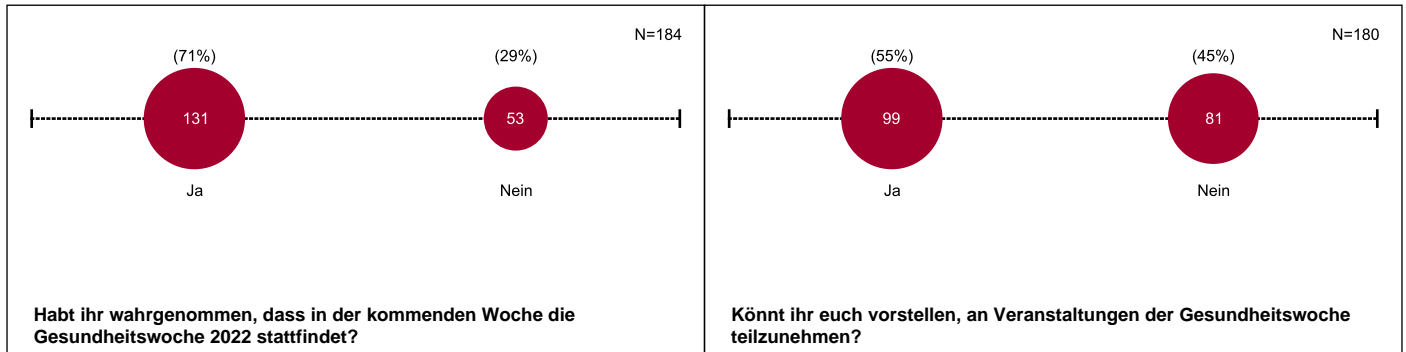 N=184
(71%) (29%)
131 53
Ja Nein
Habt ihr wahrgenommen, dass in der kommenden Woche die
Gesundheitswoche 2022 stattfindet?
N=180
(55%) (45%)
99 81
Ja Nein
Könnt ihr euch vorstellen, an Veranstaltungen der Gesundheitswoche
teilzunehmen?